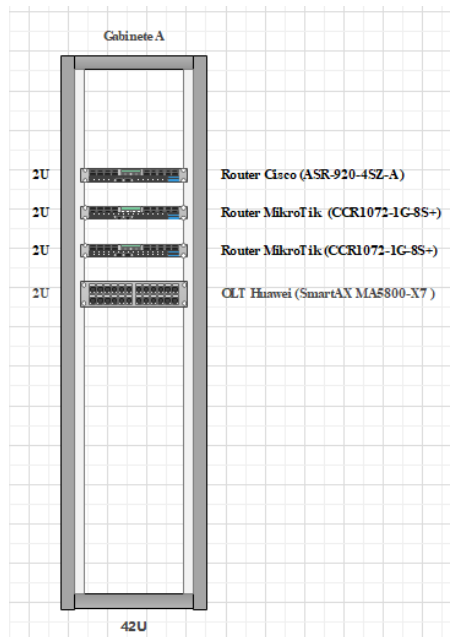 Gabinete A
2U Router Cisco (ASR-920-4SZ-A)
2U Router MikroTik (CCR1072-1G-8S+)
2U Router MikroTik (CCR1072-1G-8S+)
2U OLT Huawei (SmartAX MA5800-X7 )
42U